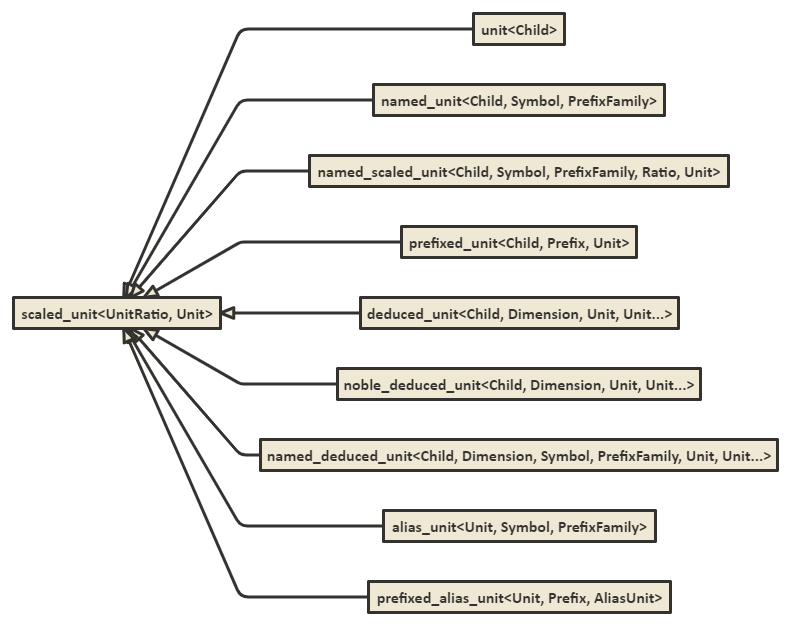 unit<Child>
named_unit<Child, Symbol, PrefixFamily>
named_scaled_unit<Child, Symbol, PrefixFamily, Ratio, Unit>
prefixed_unit<Child, Prefix, Unit>
scaled_unit<UnitRatio, Unit>
deduced_unit<Child, Dimension, Unit, Unit...>
noble_deduced_unit<Child, Dimension, Unit, Unit...>
named_deduced_unit<Child, Dimension, Symbol, PrefixFamily, Unit, Unit...>
alias_unit<Unit, Symbol, PrefixFamily>
prefixed_alias_unit<Unit, Prefix, AliasUnit>